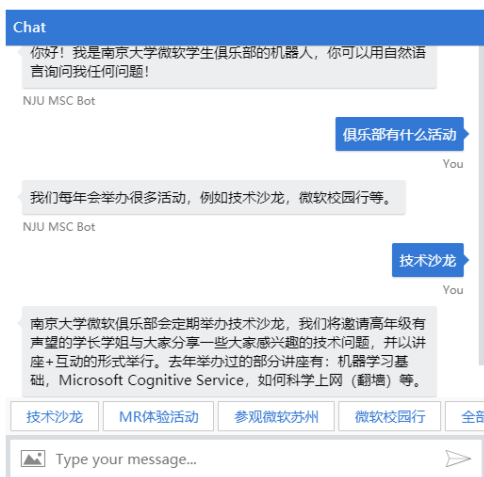 Chat
你好！我是南京大学微软学生俱乐部的机器人，你可以用自然语
言询问我任何问题！
NJU MSC Bot
俱乐部有什么活动
You
我们每年会举办很多活动，例如技术沙龙，微软校园行等。
NJU MSC Bot
技术沙龙
You
南京大学微软俱乐部会定期举办技术沙龙，我们将邀请高年级有
声望的学长学姐与大家分享一些大家感兴趣的技术问题，并以讲
座+互动的形式举行。去年举办过的部分讲座有：机器学习基
础，Microsoft Cognitive Service，如何科学上网（翻墙）等。
技术沙龙 MR体验活动 参观微软苏州 微软校园行 全部
Type your message...